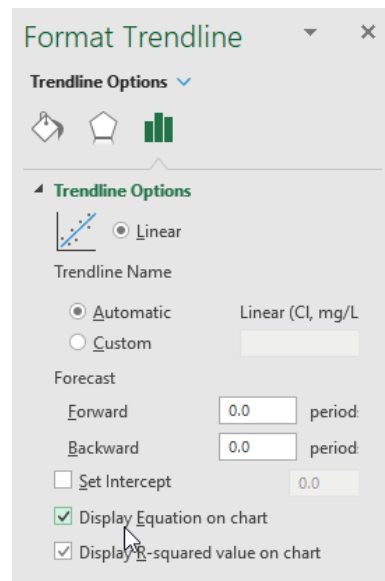 Format Trendline
Trendline Options
Trendline Options
Linear
Trendline Name
Automatic Linear (Cl, mg/L
Custom
Forecast
Forward 0.0 period
Backward 0.0 period
Set Intercept 0.0
Display Equation on chart
Display R-squared value on chart